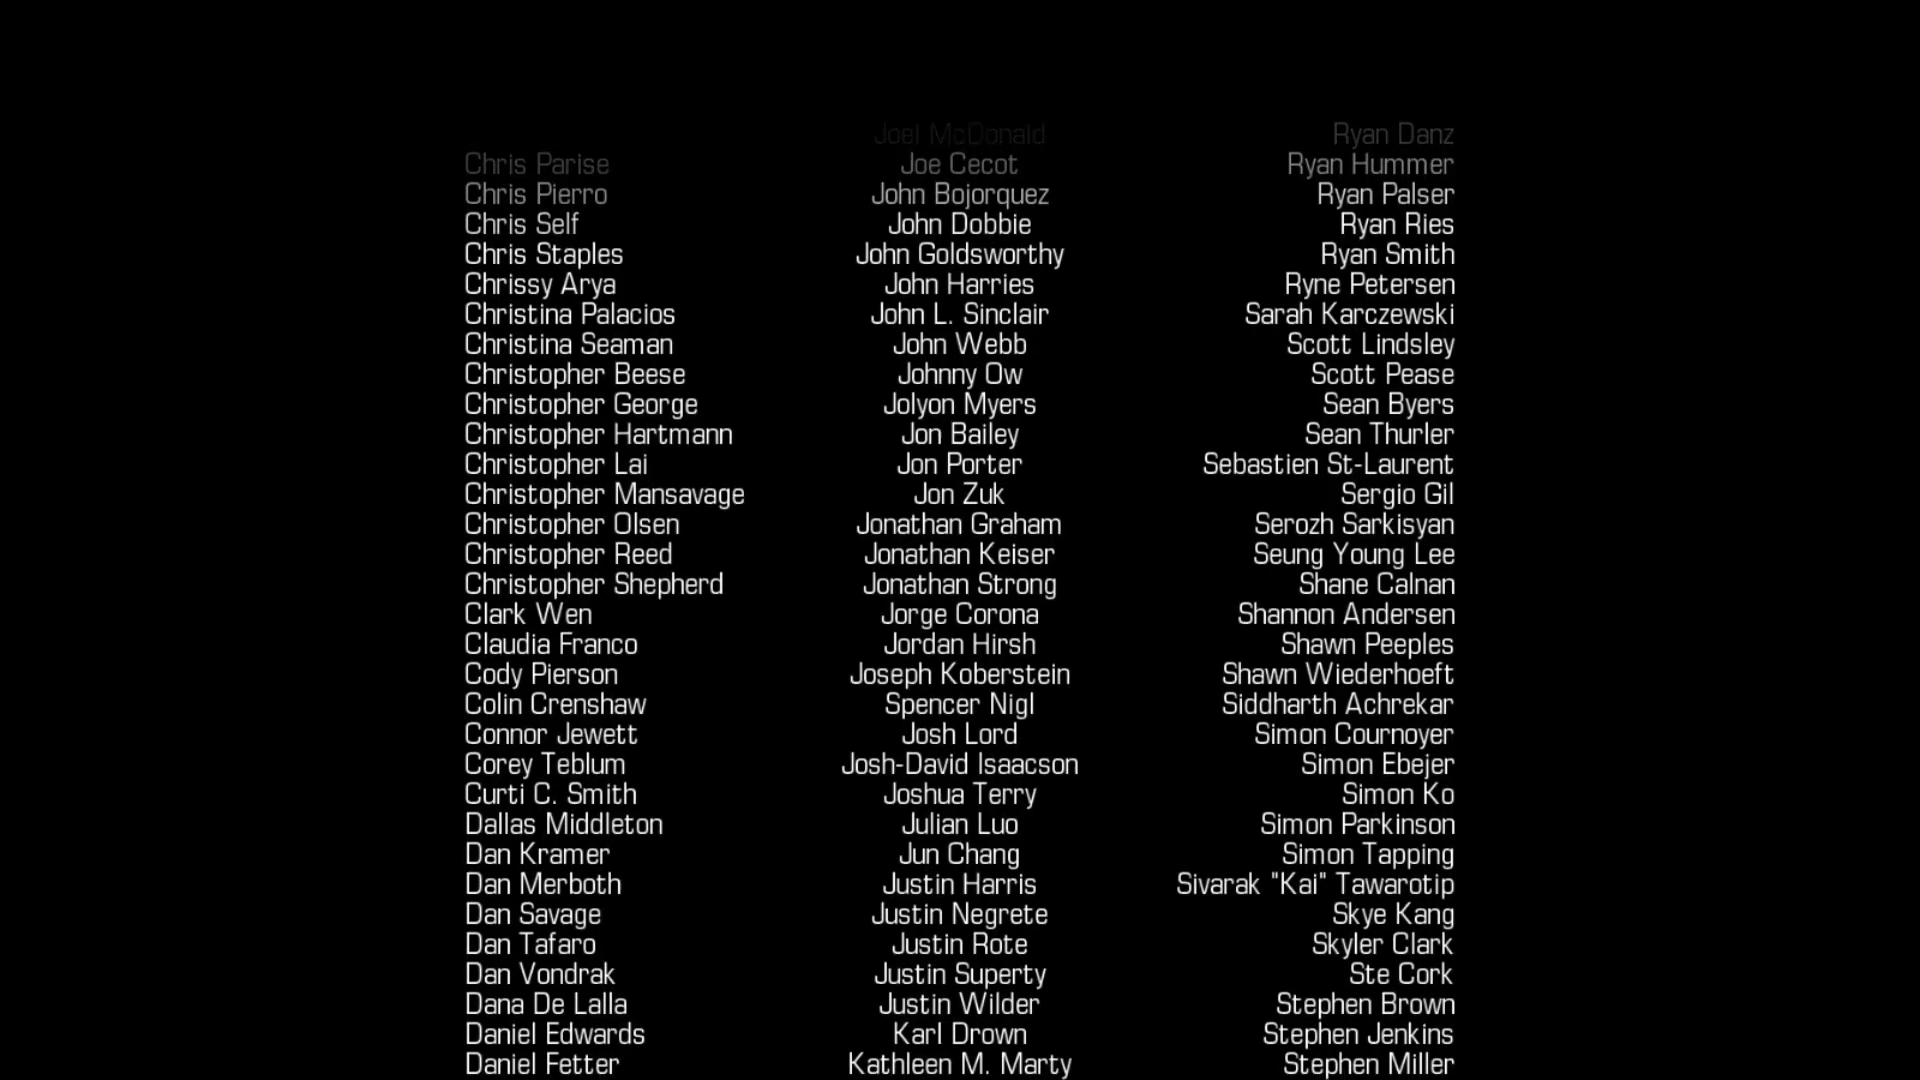 Joel McDonald Ryan Danz
Chris Parise Joe Cecot Ryan Hummer
Chris Pierro John Bojorquez Ryan Palser
Chris Self John Dobbie Ryan Ries
Chris Staples John Goldsworthy Ryan Smith
Chrissy Arya John Harries Ryne Petersen
Christina Palacios John L. Sinclair Sarah Karczewski
Christina Seaman John Webb Scott Lindsley
Christopher Beese Johnny Ow Scott Pease
Christopher George Jolyon Myers Sean Byers
Christopher Hartmann Jon Bailey Sean Thurler
Christopher Lai Jon Porter Sebastien St-Laurent
Christopher Mansavage Jon Zuk Sergio Gil
Christopher Olsen Jonathan Graham Serozh Sarkisyan
Christopher Reed Jonathan Keiser Seung Young Lee
Christopher Shepherd Jonathan Strong Shane Calnan
Clark Wen Jorge Corona Shannon Andersen
Claudia Franco Jordan Hirsh Shawn Peeples
Cody Pierson Joseph Koberstein Shawn Wiederhoeft
Colin Crenshaw Spencer Nigl Siddharth Achrekar
Connor Jewett Josh Lord Simon Cournoyer
Corey Teblum Josh-David Isaacson Simon Ebejer
Curti C. Smith Joshua Terry Simon Ko
Dallas Middleton Julian Luo Simon Parkinson
Dan Kramer Jun Chang Simon Tapping
Dan Merboth Justin Harris Sivarak "Kai" Tawarotip
Dan Savage Justin Negrete Skye Kang
Dan Tafaro Justin Rote Skyler Clark
Dan Vondrak Justin Superty Ste Cork
Dana De Lalla Justin Wilder Stephen Brown
Daniel Edwards Karl Drown Stephen Jenkins
Daniel Fetter Kathleen M. Marty Stephen Miller